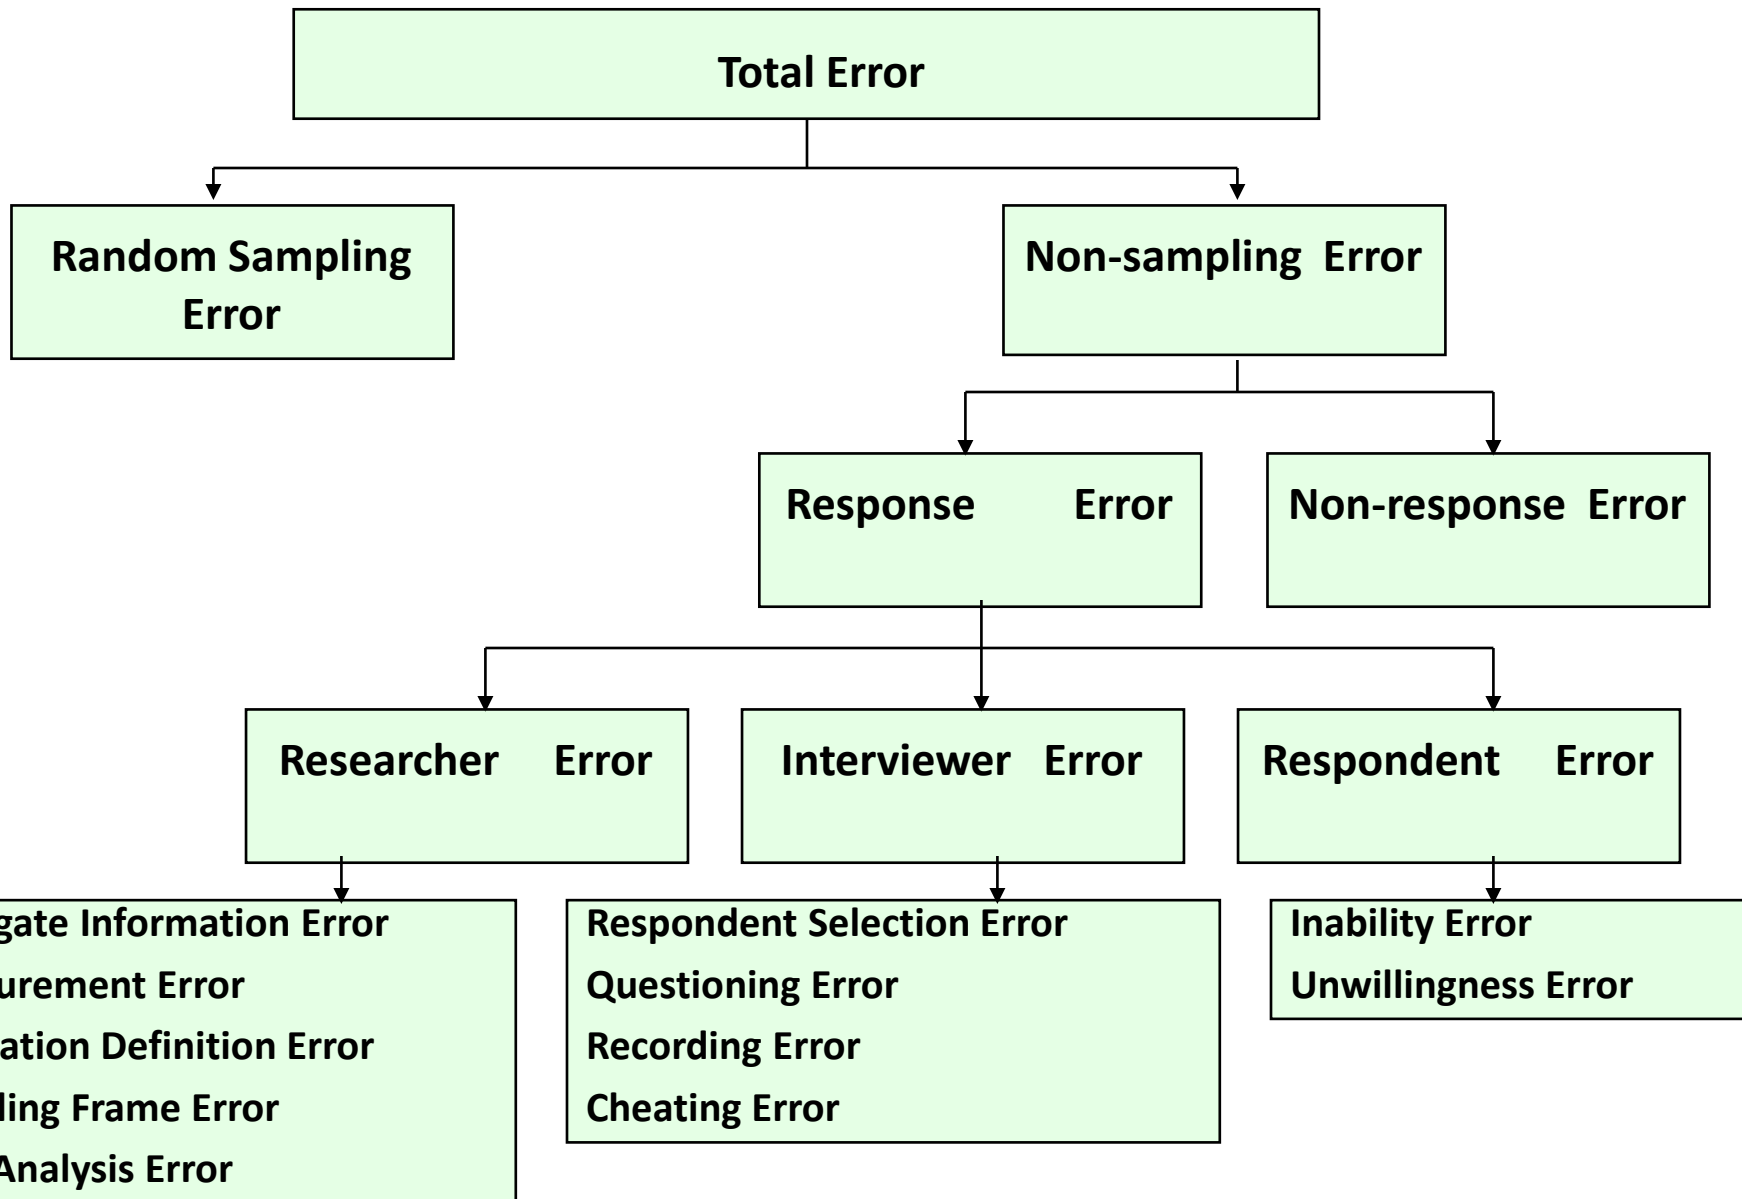 Total Error
Random Sampling
Error
Non-sampling Error
Response Error
Non-response Error
Researcher Error
Interviewer Error
Respondent Error
gate Information Error
urement Error
ation Definition Error
ling Frame Error
Analysis Error
Respondent Selection Error
Questioning Error
Recording Error
Cheating Error
Inability Error
Unwillingness Error